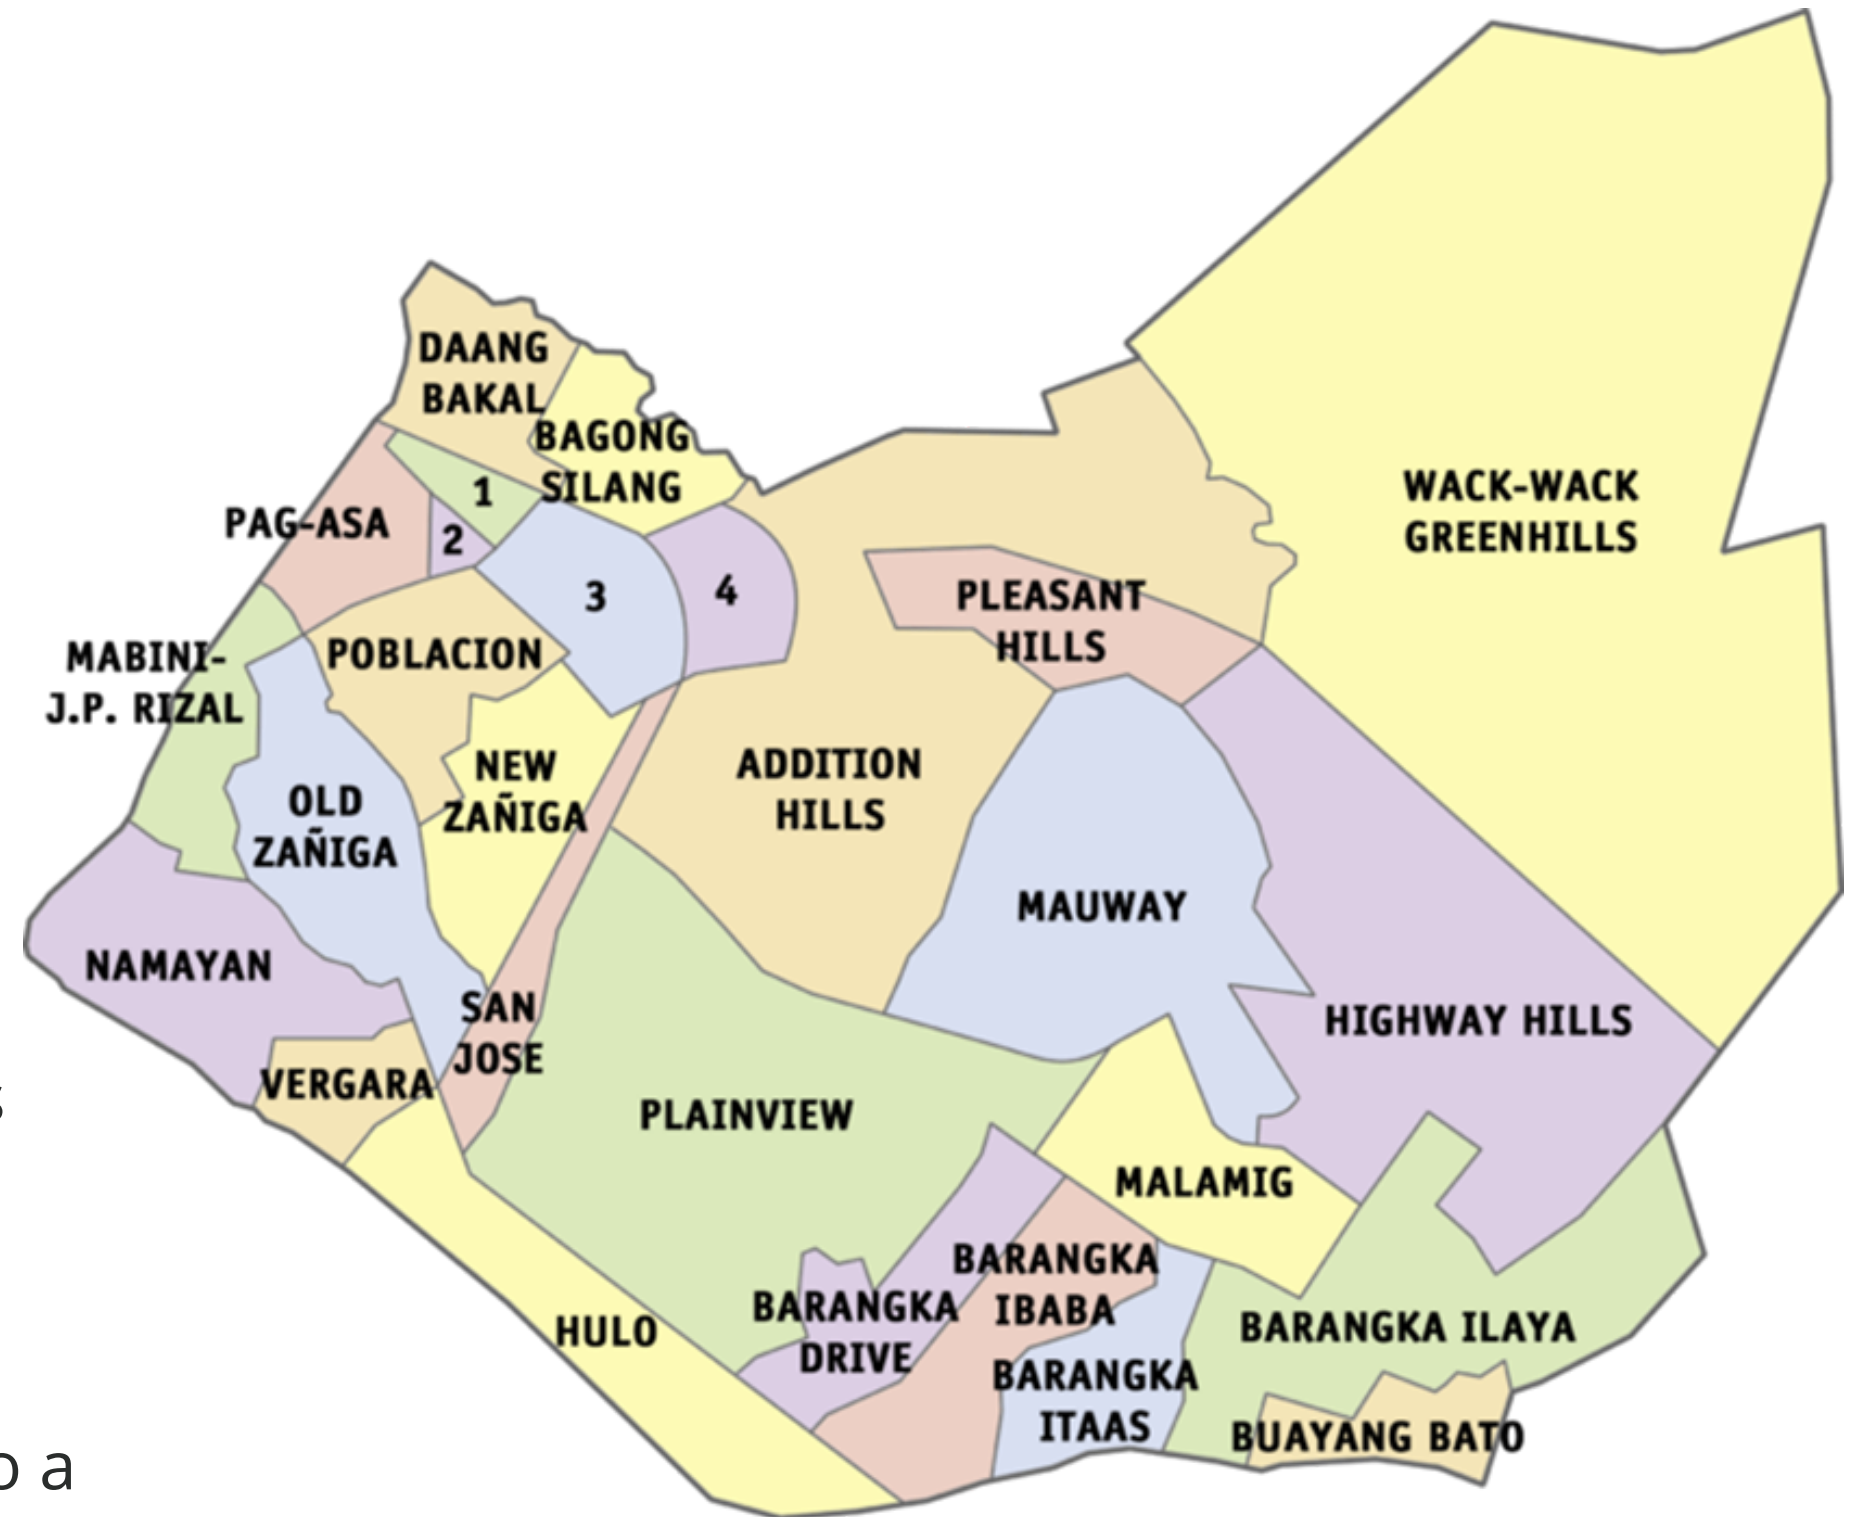 DAANG
BAKAL
BAGONG
SILANG
WACK-WACK
GREENHILLS
1
PAG-ASA
2
3
4
PLEASANT
HILLS
MABINI-
J.P. RIZAL
POBLACION
NEW
ZAÑIGA
ADDITION
HILLS
OLD
ZAÑIGA
MAUWAY
NAMAYAN
SAN
JOSE
HIGHWAY HILLS
VERGARA
PLAINVIEW
MALAMIG
BARANGKA
IBABA
BARANGKA
DRIVE
HULO
BARANGKA ILAYA
BARANGKA
ITAAS
BUAYANG BATO
a